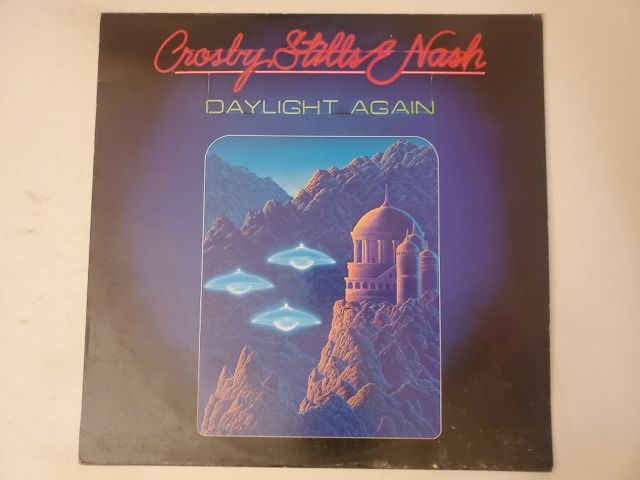 Crosby, Stills & Nash
DAYLIGHT AGAIN